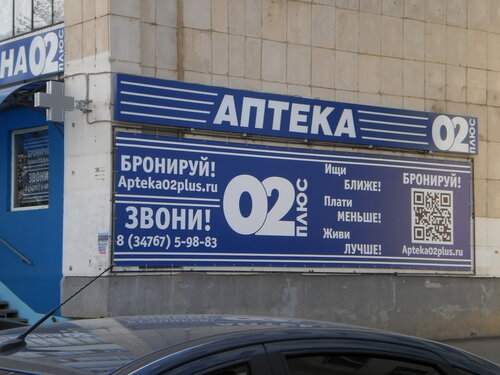 НА 02 ПЛЮС
АПТЕКА 02 ПЛЮС
БРОНИРУЙ!
Apteka02plus.ru
ЗВОНИ!
8 (34767) 5-98-83
02 ПЛЮС
Ищи
БЛИЖЕ!
Плати
МЕНЬШЕ!
Живи
ЛУЧШЕ!
БРОНИРУЙ!
Apteka02plus.ru